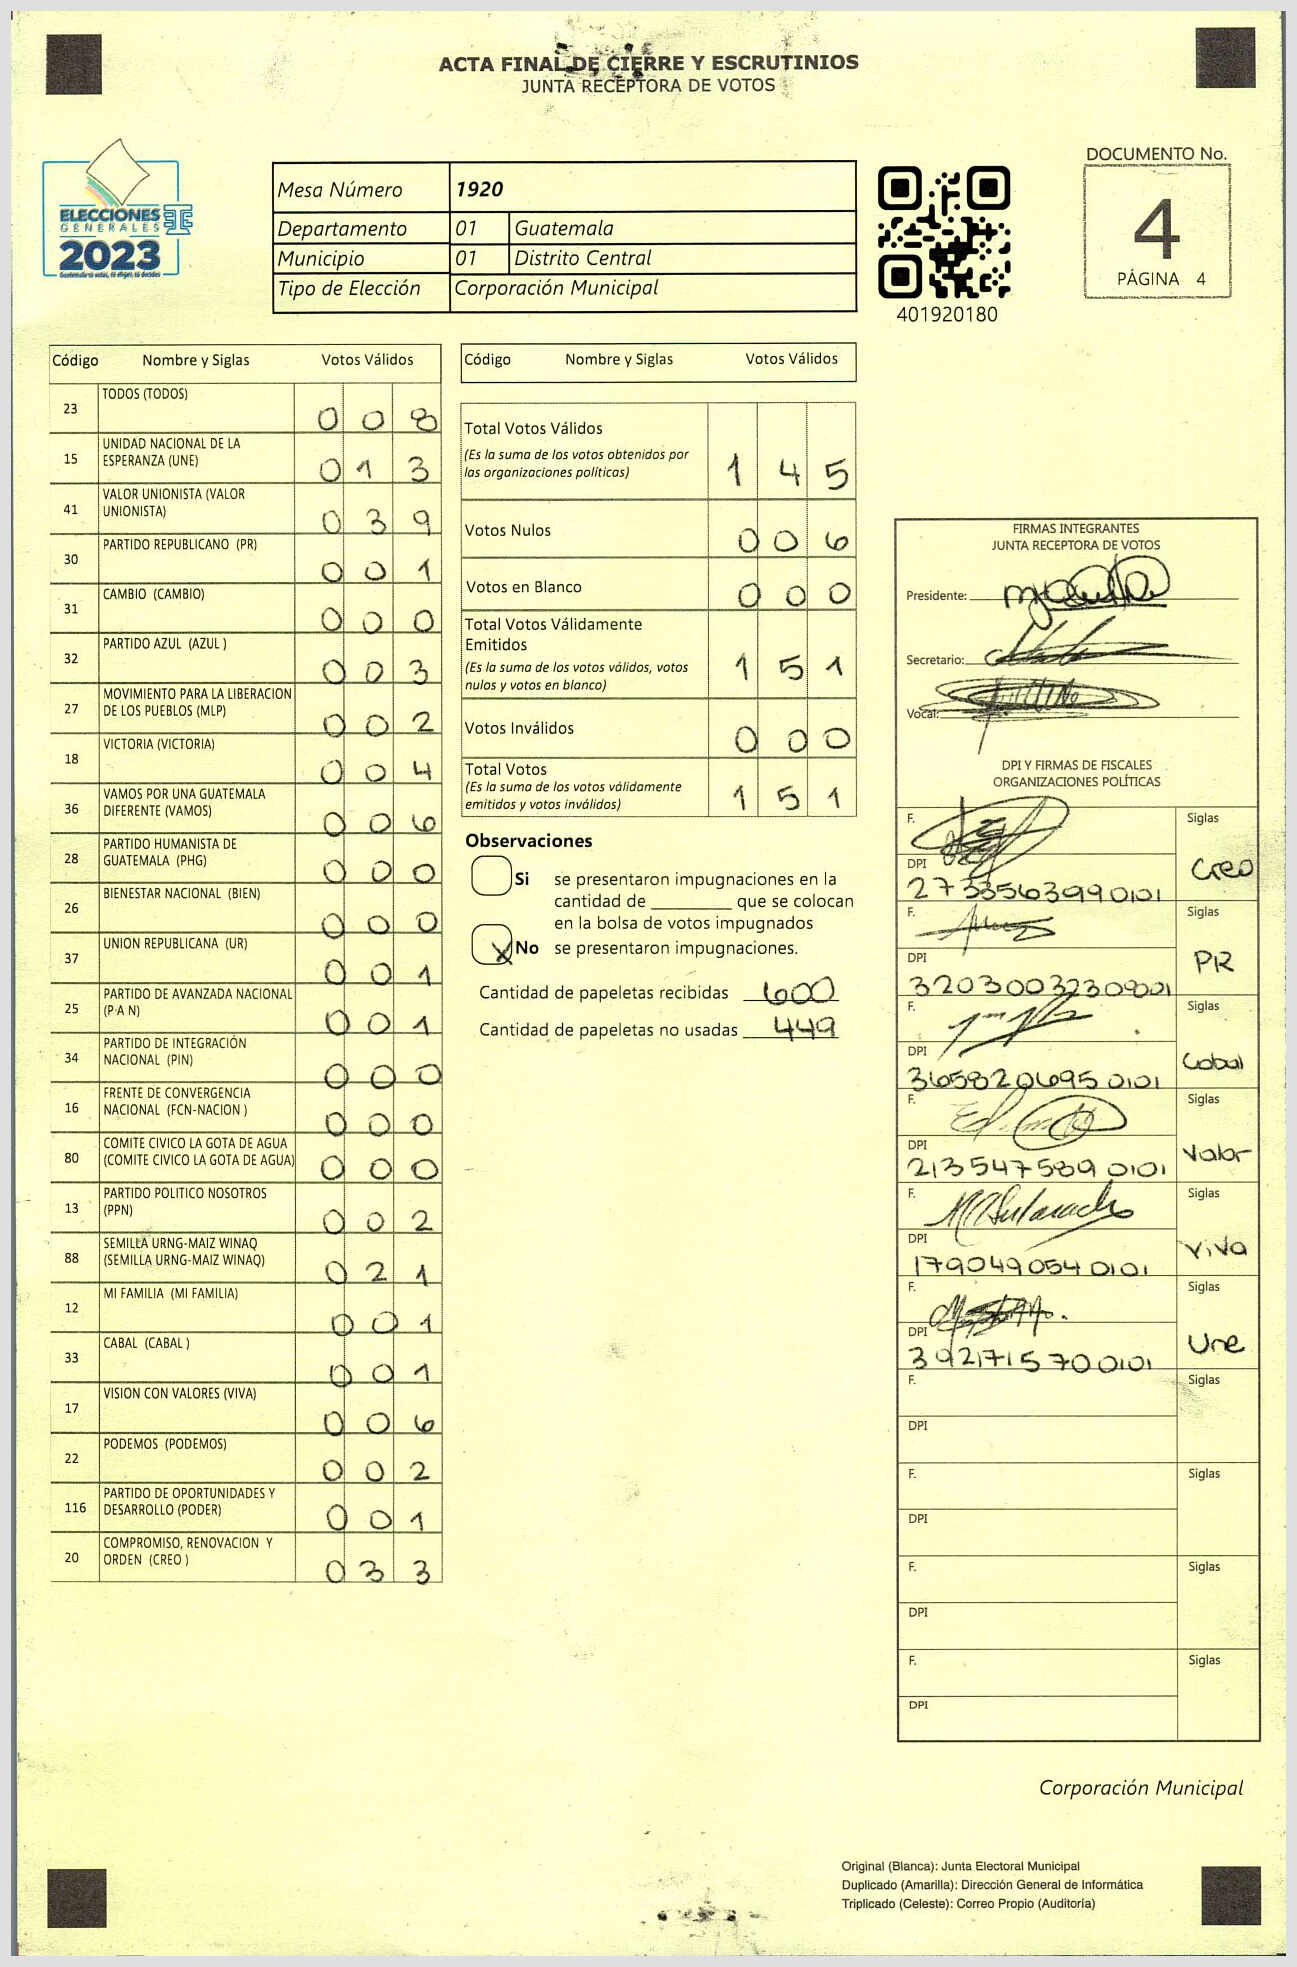 ACTA FINAL DE CIERRE Y ESCRUTINIOS
JUNTA RECEPTORA DE VOTOS
ELECCIONES
GENERALES
2023
Mesa Número 1920
Departamento 01 Guatemala
Municipio 01 Distrito Central
Tipo de Elección Corporación Municipal
401920180
DOCUMENTO No.
4
PÁGINA 4
Código Nombre y Siglas Votos Válidos
23 TODOS (TODOS) 0 0 8
15 UNIDAD NACIONAL DE LA ESPERANZA (UNE) 0 1 3
41 VALOR UNIONISTA (VALOR UNIONISTA) 0 3 9
30 PARTIDO REPUBLICANO (PR) 0 0 1
31 CAMBIO (CAMBIO) 0 0 0
32 PARTIDO AZUL (AZUL ) 0 0 3
27 MOVIMIENTO PARA LA LIBERACION DE LOS PUEBLOS (MLP) 0 0 2
18 VICTORIA (VICTORIA) 0 0 4
36 VAMOS POR UNA GUATEMALA DIFERENTE (VAMOS) 0 0 6
28 PARTIDO HUMANISTA DE GUATEMALA (PHG) 0 0 0
26 BIENESTAR NACIONAL (BIEN) 0 0 0
37 UNION REPUBLICANA (UR) 0 0 1
25 PARTIDO DE AVANZADA NACIONAL (P A N) 0 0 1
34 PARTIDO DE INTEGRACIÓN NACIONAL (PIN) 0 0 0
16 FRENTE DE CONVERGENCIA NACIONAL (FCN-NACION ) 0 0 0
80 COMITE CIVICO LA GOTA DE AGUA (COMITE CIVICO LA GOTA DE AGUA) 0 0 0
13 PARTIDO POLITICO NOSOTROS (PPN) 0 0 2
88 SEMILLA URNG-MAIZ WINAQ (SEMILLA URNG-MAIZ WINAQ) 0 2 1
12 MI FAMILIA (MI FAMILIA) 0 0 1
33 CABAL (CABAL ) 0 0 1
17 VISION CON VALORES (VIVA) 0 0 6
22 PODEMOS (PODEMOS) 0 0 2
116 PARTIDO DE OPORTUNIDADES Y DESARROLLO (PODER) 0 0 1
20 COMPROMISO, RENOVACION Y ORDEN (CREO ) 0 3 3
Código Nombre y Siglas Votos Válidos
Total Votos Válidos 1 4 5
(Es la suma de los votos obtenidos por
las organizaciones políticas)
Votos Nulos 0 0 6
Votos en Blanco 0 0 0
Total Votos Válidamente
Emitidos 1 5 1
(Es la suma de los votos válidos, votos
nulos y votos en blanco)
Votos Inválidos 0 0 0
Total Votos 1 5 1
(Es la suma de los votos válidamente
emitidos y votos inválidos)
Observaciones
Si se presentaron impugnaciones en la
cantidad de ________ que se colocan
en la bolsa de votos impugnados
X No se presentaron impugnaciones.
Cantidad de papeletas recibidas 600
Cantidad de papeletas no usadas 449
FIRMAS INTEGRANTES
JUNTA RECEPTORA DE VOTOS
Presidente:
Secretario:
Vocal:
DPI Y FIRMAS DE FISCALES
ORGANIZACIONES POLÍTICAS
F. Siglas
DPI 2733563990101 Creo
F. Siglas
DPI 3203003230901 PR
F. Siglas
DPI 3658206950101 Cabal
F. Siglas
DPI 2135475890101 Valor
F. Siglas
DPI 1790490540101 Viva
F. Siglas
DPI 3921715700101 Une
F. Siglas
DPI
F. Siglas
DPI
F. Siglas
DPI
F. Siglas
DPI
Corporación Municipal
Original (Blanca): Junta Electoral Municipal
Duplicado (Amarilla): Dirección General de Informática
Triplicado (Celeste): Correo Propio (Auditoría)